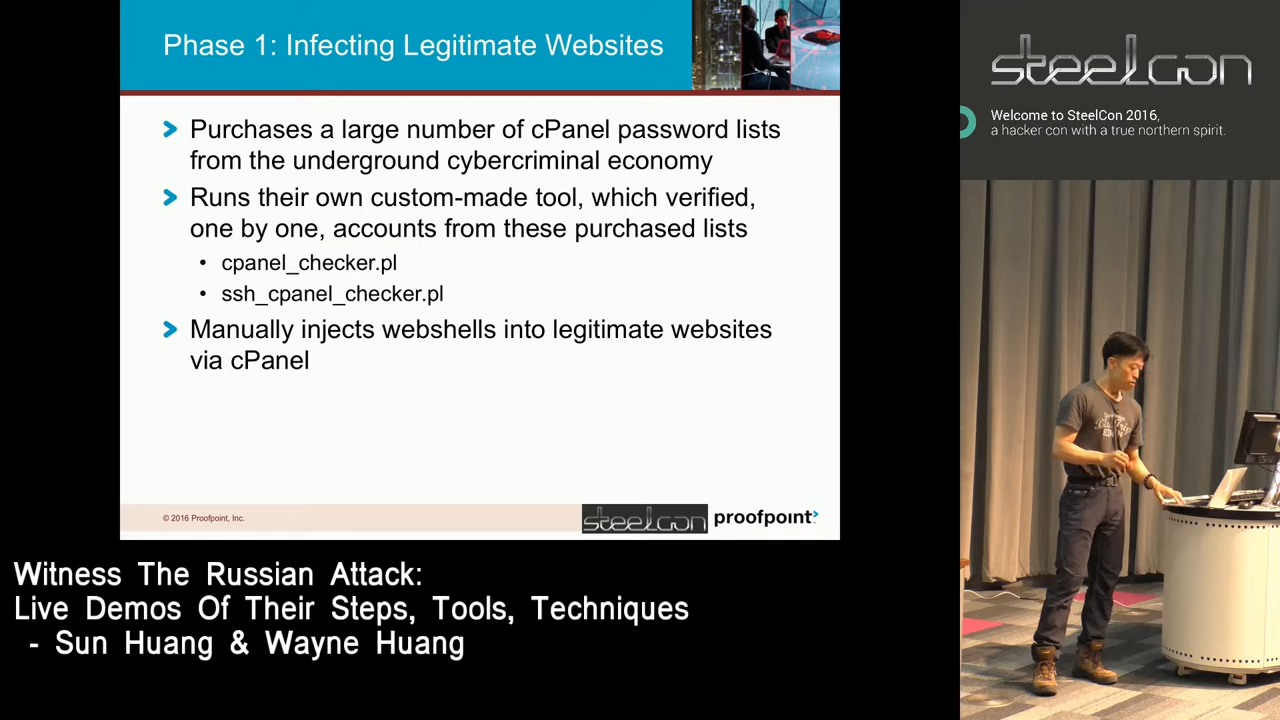 Phase 1: Infecting Legitimate Websites
Purchases a large number of cPanel password lists
from the underground cybercriminal economy
Runs their own custom-made tool, which verified,
one by one, accounts from these purchased lists
• cpanel_checker.pl
• ssh_cpanel_checker.pl
Manually injects webshells into legitimate websites
via cPanel
© 2016 Proofpoint, Inc.
steelcon
proofpoint
steelcon
Welcome to SteelCon 2016,
a hacker con with a true northern spirit.
Witness The Russian Attack:
Live Demos Of Their Steps, Tools, Techniques
- Sun Huang & Wayne Huang